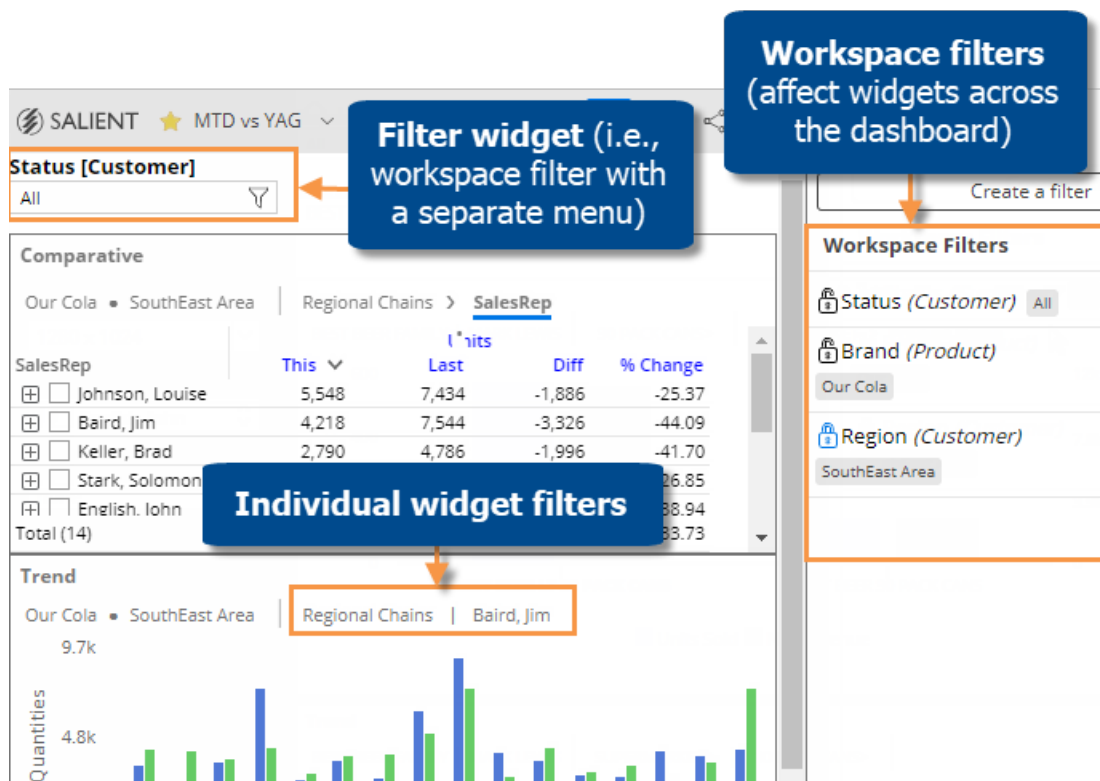 Workspace filters
(affect widgets across
the dashboard)
SALIENT MTD vs YAG
Filter widget (i.e.,
workspace filter with
a separate menu)
Status [Customer]
All
Create a filter
Workspace Filters
Status (Customer) All
Brand (Product)
Our Cola
Region (Customer)
SouthEast Area
Comparative
Our Cola • SouthEast Area | Regional Chains > SalesRep
SalesRep This Last Diff % Change
Johnson, Louise 5,548 7,434 -1,886 -25.37
Baird, Jim 4,218 7,544 -3,326 -44.09
Keller, Brad 2,790 4,786 -1,996 -41.70
Stark, Solomon 26.85
English, John 38.94
Total (14) 33.73
Individual widget filters
Trend
Our Cola • SouthEast Area | Regional Chains | Baird, Jim
9.7k
4.8k
Quantities